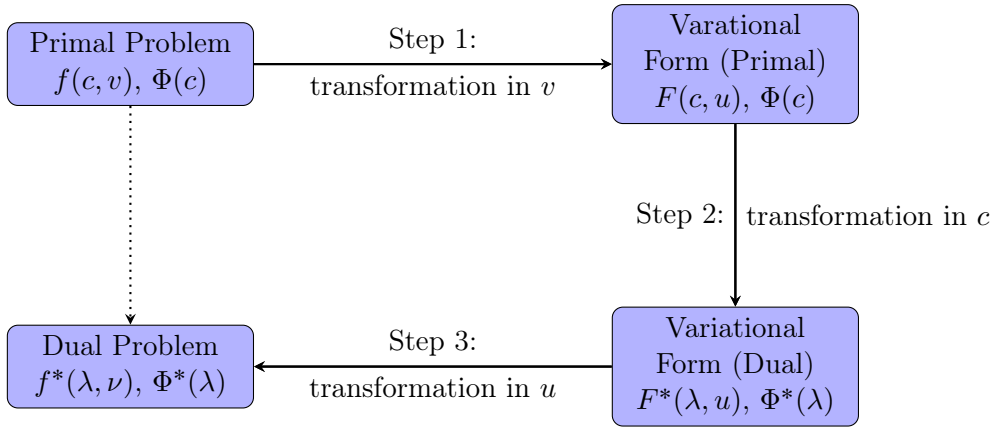 Primal Problem
f(c, v), Φ(c)
Step 1:
transformation in v
Varational
Form (Primal)
F(c, u), Φ(c)
Step 2: transformation in c
Dual Problem
f*(λ, ν), Φ*(λ)
Step 3:
transformation in u
Variational
Form (Dual)
F*(λ, u), Φ*(λ)